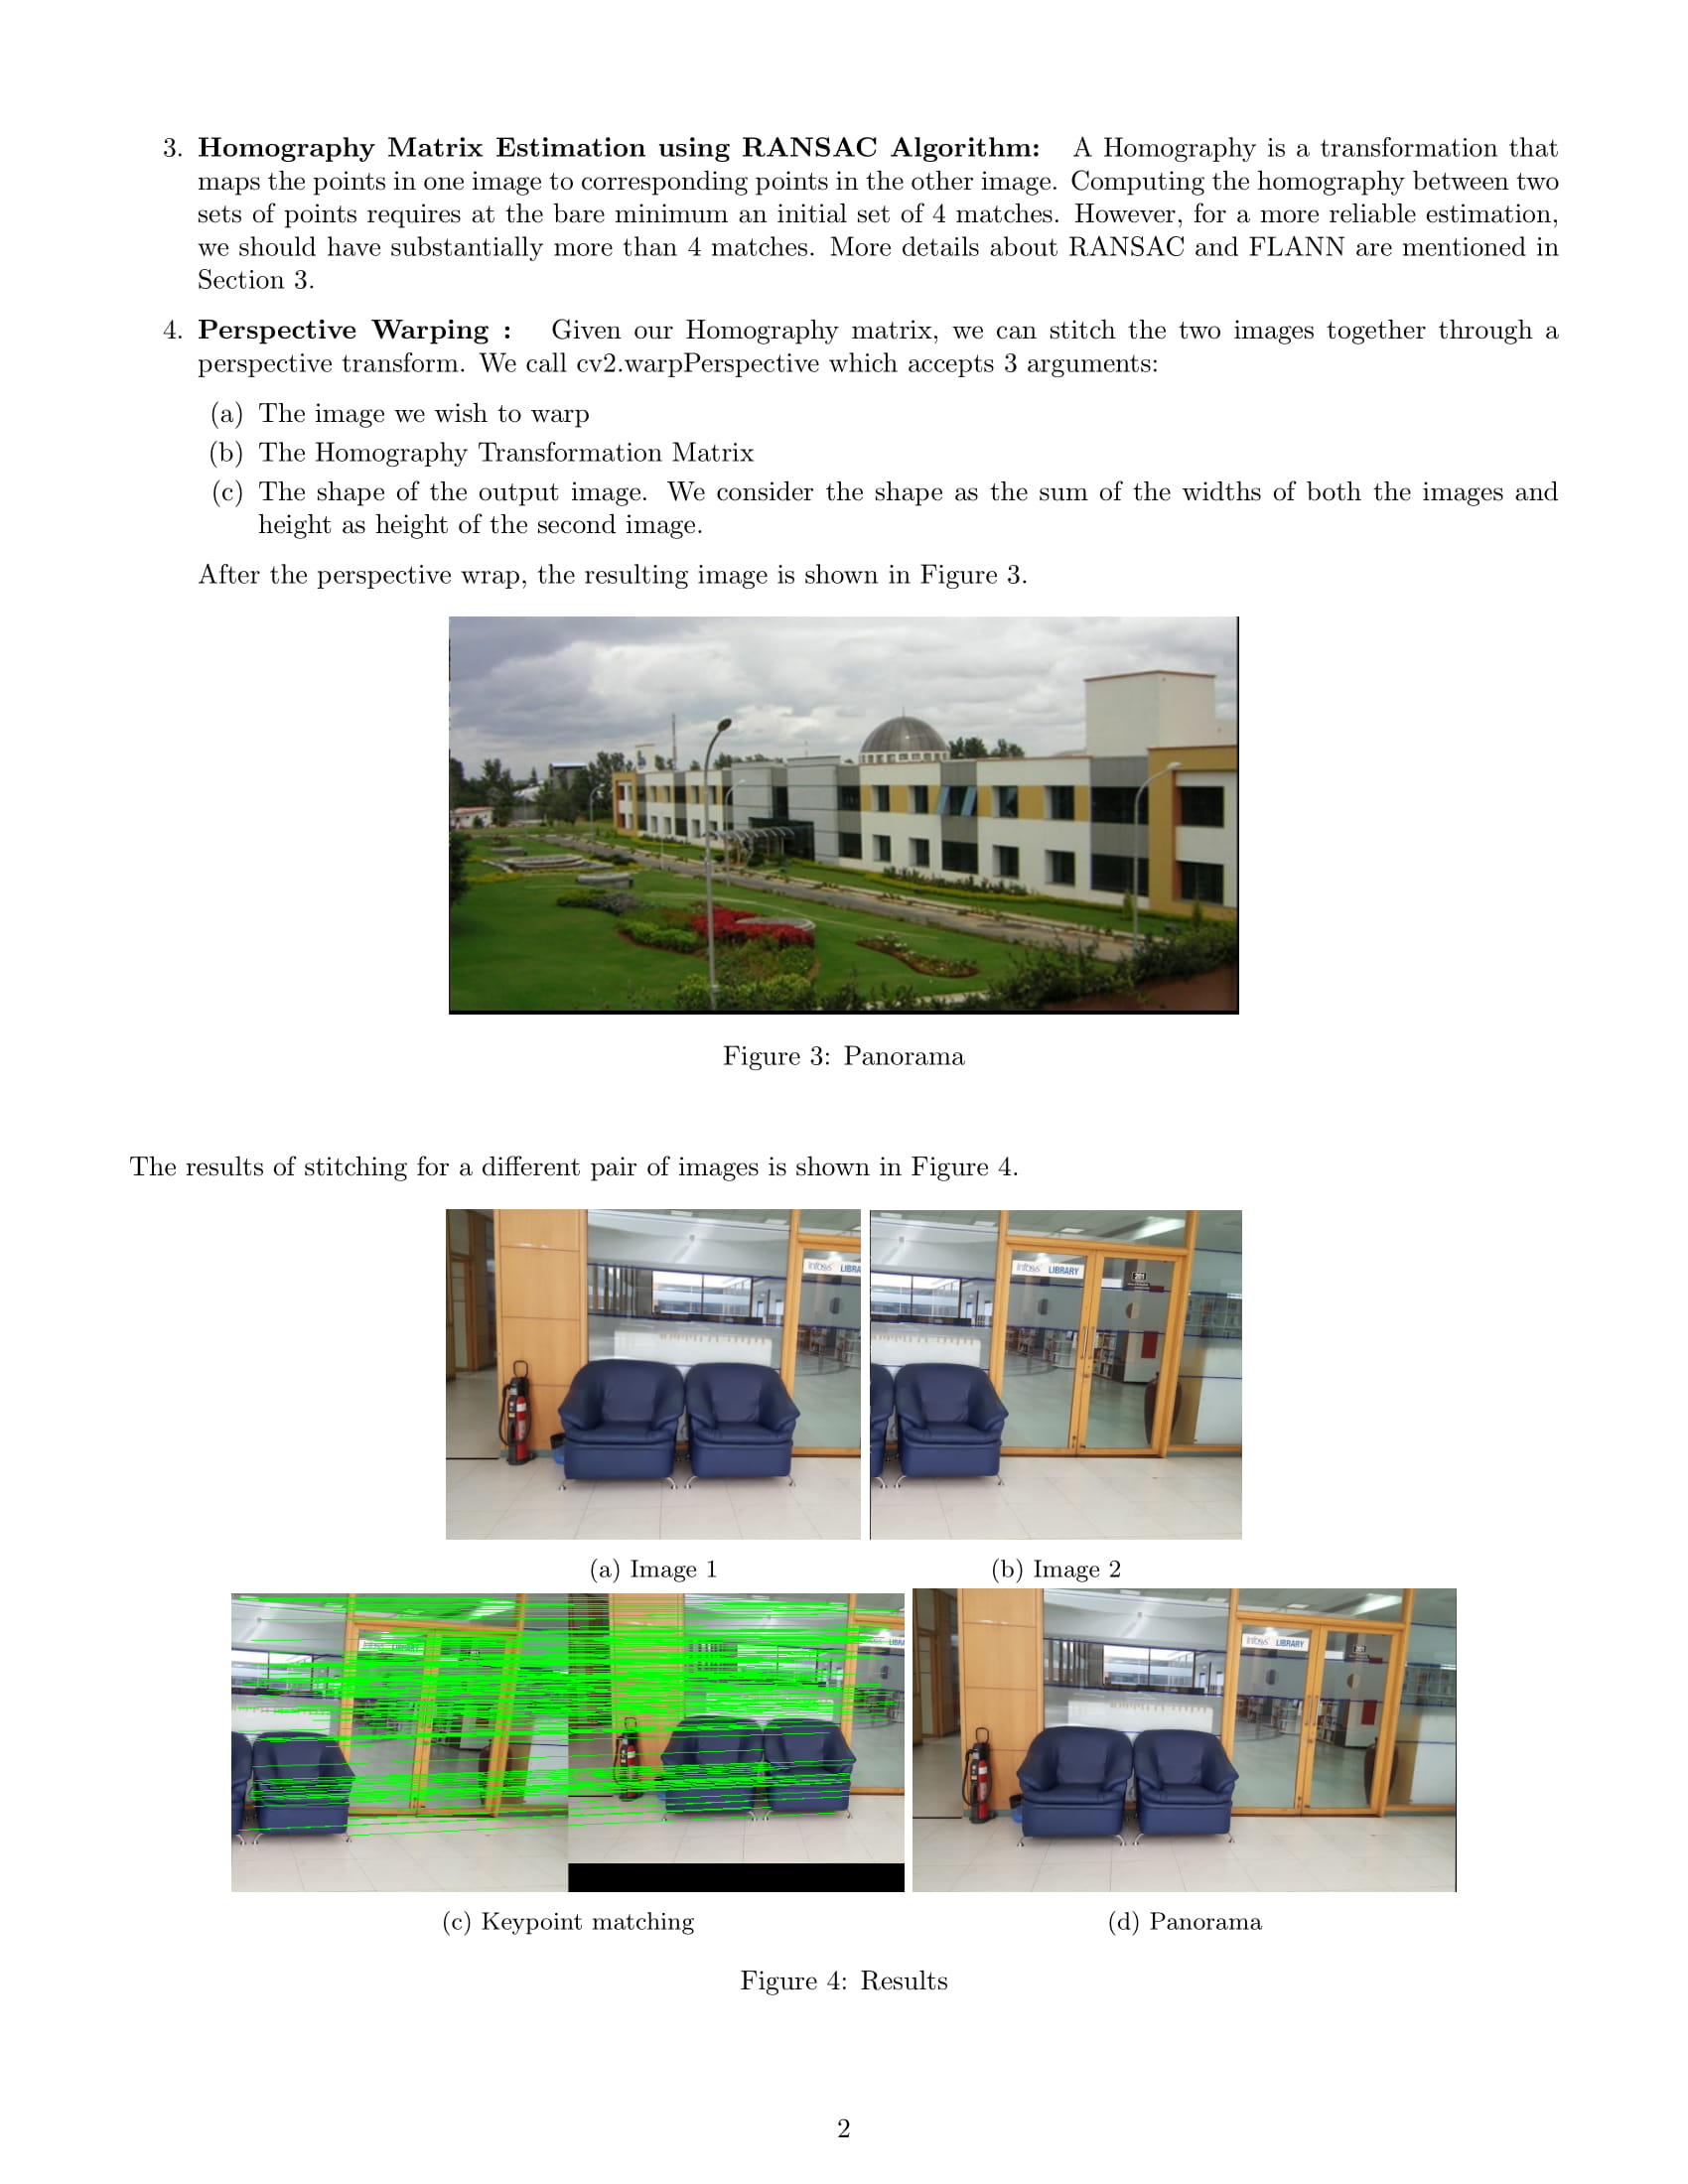 3. Homography Matrix Estimation using RANSAC Algorithm: A Homography is a transformation that
maps the points in one image to corresponding points in the other image. Computing the homography between two
sets of points requires at the bare minimum an initial set of 4 matches. However, for a more reliable estimation,
we should have substantially more than 4 matches. More details about RANSAC and FLANN are mentioned in
Section 3.
4. Perspective Warping : Given our Homography matrix, we can stitch the two images together through a
perspective transform. We call cv2.warpPerspective which accepts 3 arguments:
(a) The image we wish to warp
(b) The Homography Transformation Matrix
(c) The shape of the output image. We consider the shape as the sum of the widths of both the images and
height as height of the second image.
After the perspective wrap, the resulting image is shown in Figure 3.
Figure 3: Panorama
The results of stitching for a different pair of images is shown in Figure 4.
Infosys LIBRA
Infosys LIBRARY
(a) Image 1
(b) Image 2
Infosys LIBRARY
(c) Keypoint matching
(d) Panorama
Figure 4: Results
2